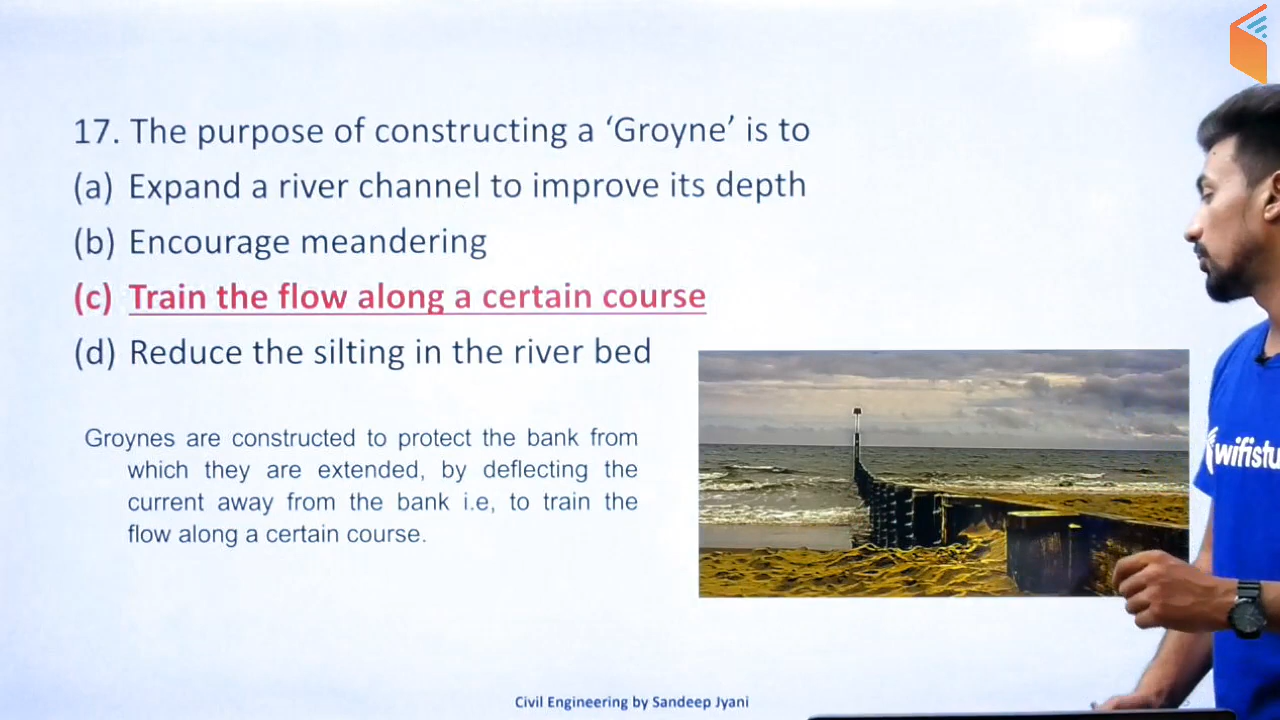 17. The purpose of constructing a ‘Groyne’ is to
(a) Expand a river channel to improve its depth
(b) Encourage meandering
(c) Train the flow along a certain course
(d) Reduce the silting in the river bed
Groynes are constructed to protect the bank from
which they are extended, by deflecting the
current away from the bank i.e, to train the
flow along a certain course.
wifistu
Civil Engineering by Sandeep Jyani